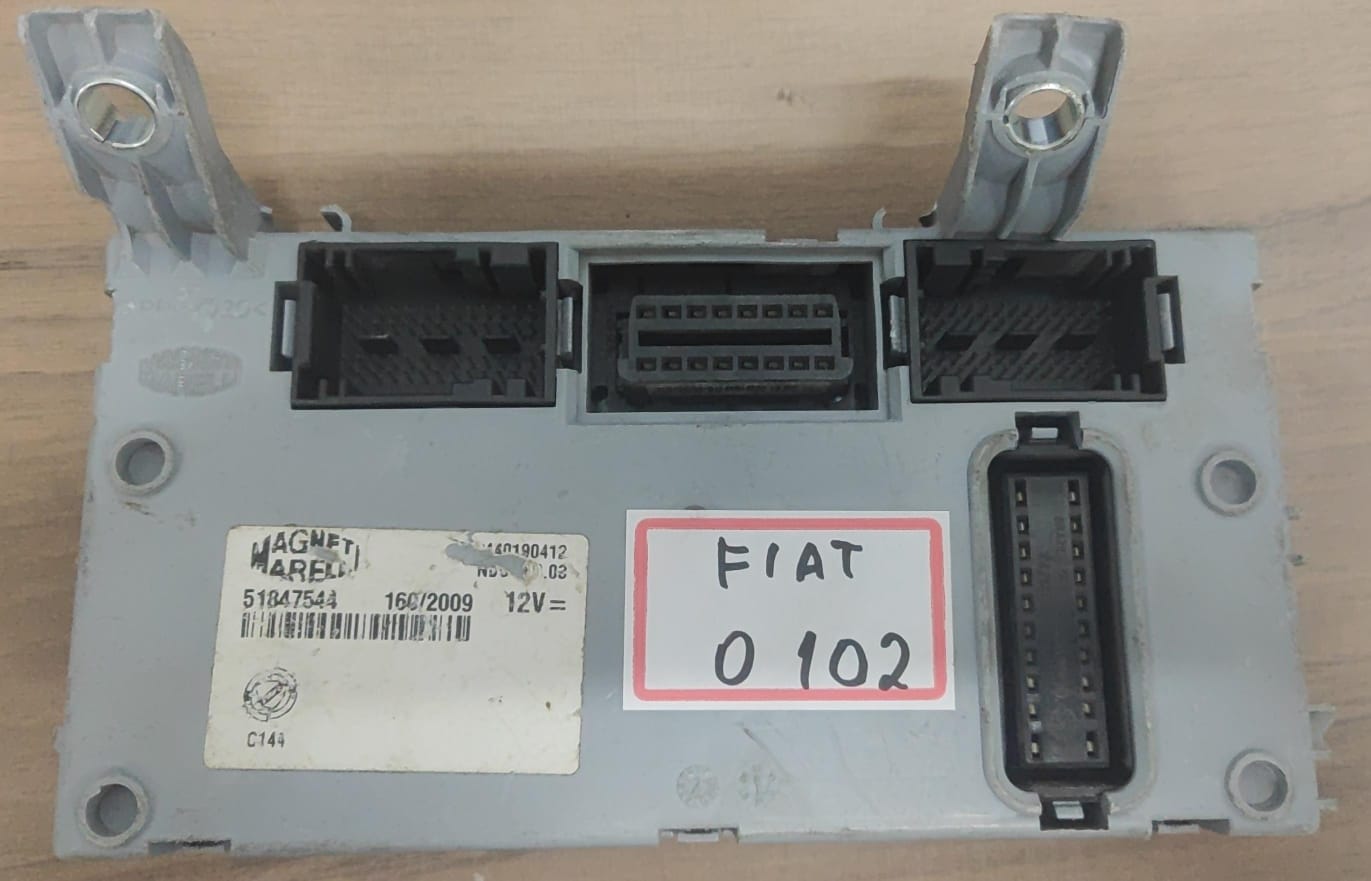 MAGNETI
MARELLI
51847544 160/2009 12V=
C144
FIAT
0 102